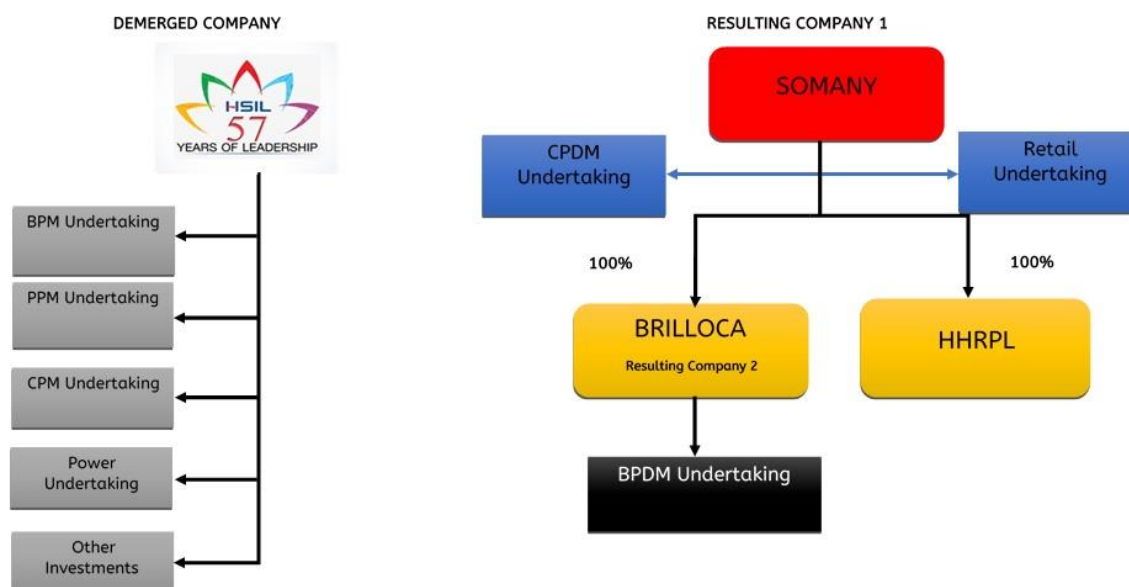 DEMERGED COMPANY
HSIL
57
YEARS OF LEADERSHIP
BPM Undertaking
PPM Undertaking
CPM Undertaking
Power
Undertaking
Other
Investments
RESULTING COMPANY 1
SOMANY
CPDM
Undertaking
Retail
Undertaking
100%
100%
BRILLOCA
Resulting Company 2
HHRPL
BPDM Undertaking